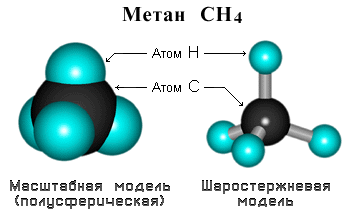 Метан CH4
Атом H
Атом C
Масштабная модель
(полусферическая)
Шаростержневая
модель